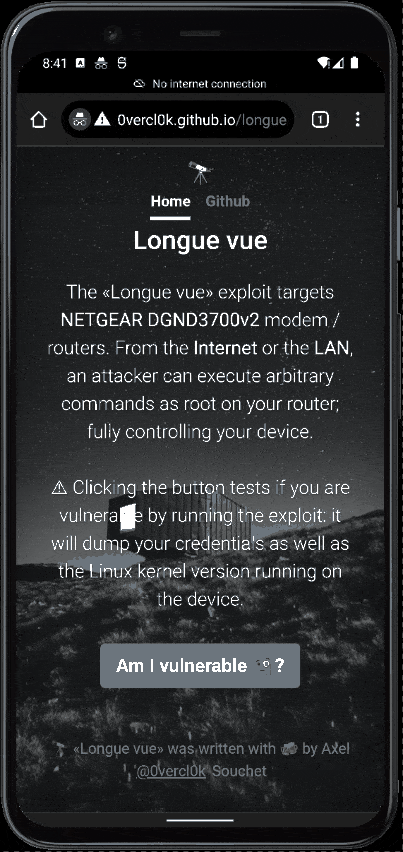 8:41
No internet connection
0vercl0k.github.io/longue
1
Home Github
Longue vue
The «Longue vue» exploit targets
NETGEAR DGND3700v2 modem /
routers. From the Internet or the LAN,
an attacker can execute arbitrary
commands as root on your router;
fully controlling your device.
⚠ Clicking the button tests if you are
by running the exploit: it
will dump your credentials as well as
the Linux kernel version running on
the device.
Am I vulnerable ?
«Longue vue» was written with by Axel
'@0vercl0k' Souchet